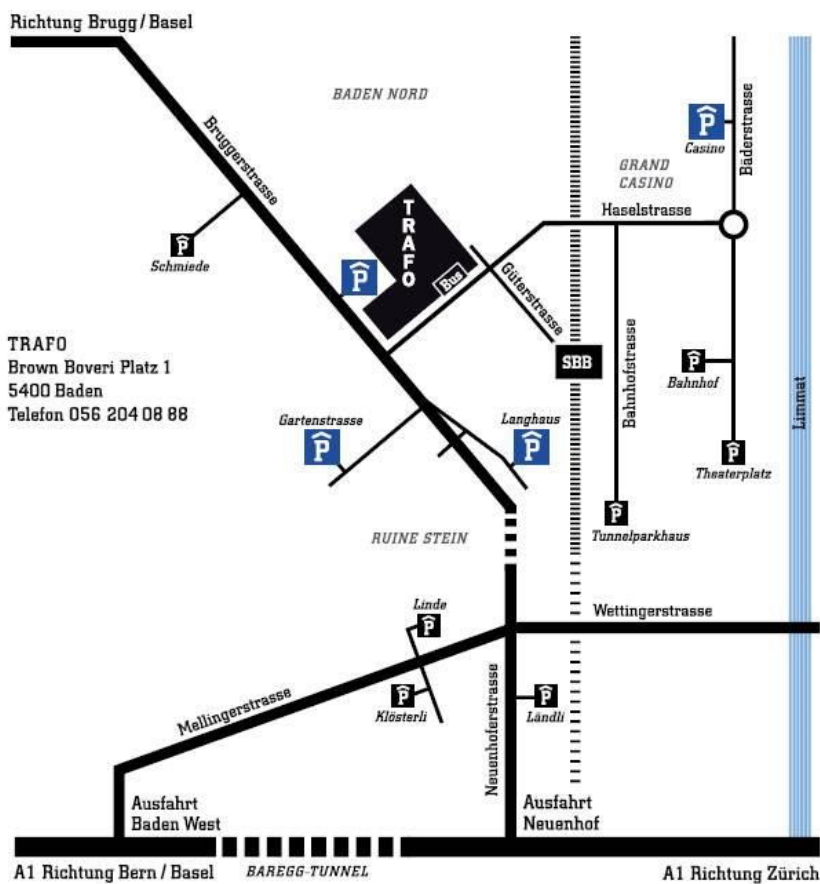 Richtung Brugg / Basel
BADEN NORD
Bruggerstrasse
P
Casino
Bäderstrasse
GRAND
CASINO
Haselstrasse
TRAFO
Bus
P
Schmiede
P
Güterstrasse
SBB
Bahnhofstrasse
P
Bahnhof
Limmat
TRAFO
Brown Boveri Platz 1
5400 Baden
Telefon 056 204 08 88
Gartenstrasse
P
Langhaus
P
P
Theaterplatz
P
Tunnelparkhaus
RUINE STEIN
Linde
P
Wettingerstrasse
Mellingerstrasse
P
Klösterli
Neuenhoferstrasse
P
Ländli
Ausfahrt
Baden West
Ausfahrt
Neuenhof
A1 Richtung Bern / Basel
BAREGG-TUNNEL
A1 Richtung Zürich